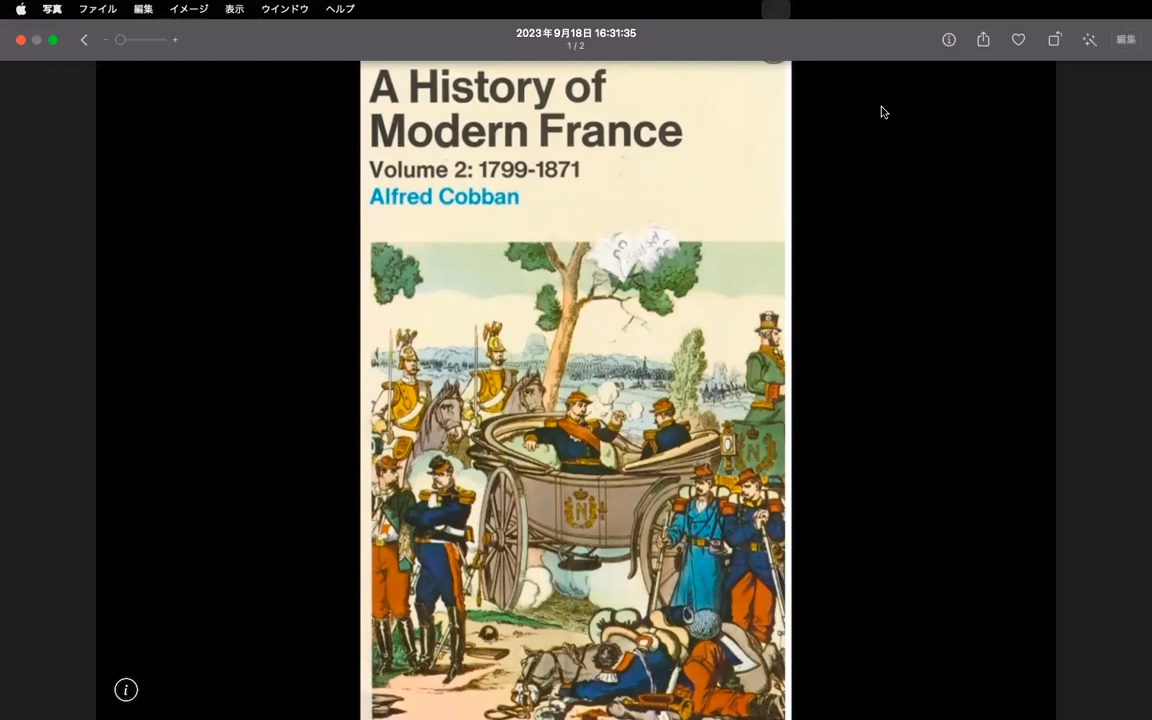 写真 ファイル 編集 イメージ 表示 ウインドウ ヘルプ
2023年9月18日 16:31:35
1 / 2
編集
A History of
Modern France
Volume 2: 1799-1871
Alfred Cobban
N
N